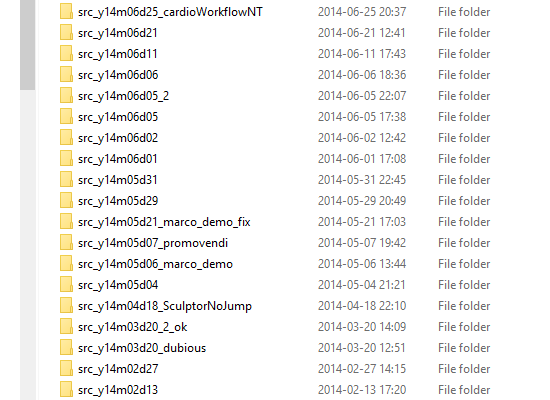 src_y14m06d25_cardioWorkflowNT 2014-06-25 20:37 File folder
src_y14m06d21 2014-06-21 12:41 File folder
src_y14m06d11 2014-06-11 17:43 File folder
src_y14m06d06 2014-06-06 18:36 File folder
src_y14m06d05_2 2014-06-05 22:07 File folder
src_y14m06d05 2014-06-05 17:38 File folder
src_y14m06d02 2014-06-02 12:42 File folder
src_y14m06d01 2014-06-01 17:08 File folder
src_y14m05d31 2014-05-31 22:45 File folder
src_y14m05d29 2014-05-29 20:49 File folder
src_y14m05d21_marco_demo_fix 2014-05-21 17:03 File folder
src_y14m05d07_promovendi 2014-05-07 19:42 File folder
src_y14m05d06_marco_demo 2014-05-06 13:44 File folder
src_y14m05d04 2014-05-04 21:21 File folder
src_y14m04d18_SculptorNoJump 2014-04-18 22:10 File folder
src_y14m03d20_2_ok 2014-03-20 14:09 File folder
src_y14m03d20_dubious 2014-03-20 12:51 File folder
src_y14m02d27 2014-02-27 14:15 File folder
src_y14m02d13 2014-02-13 17:20 File folder